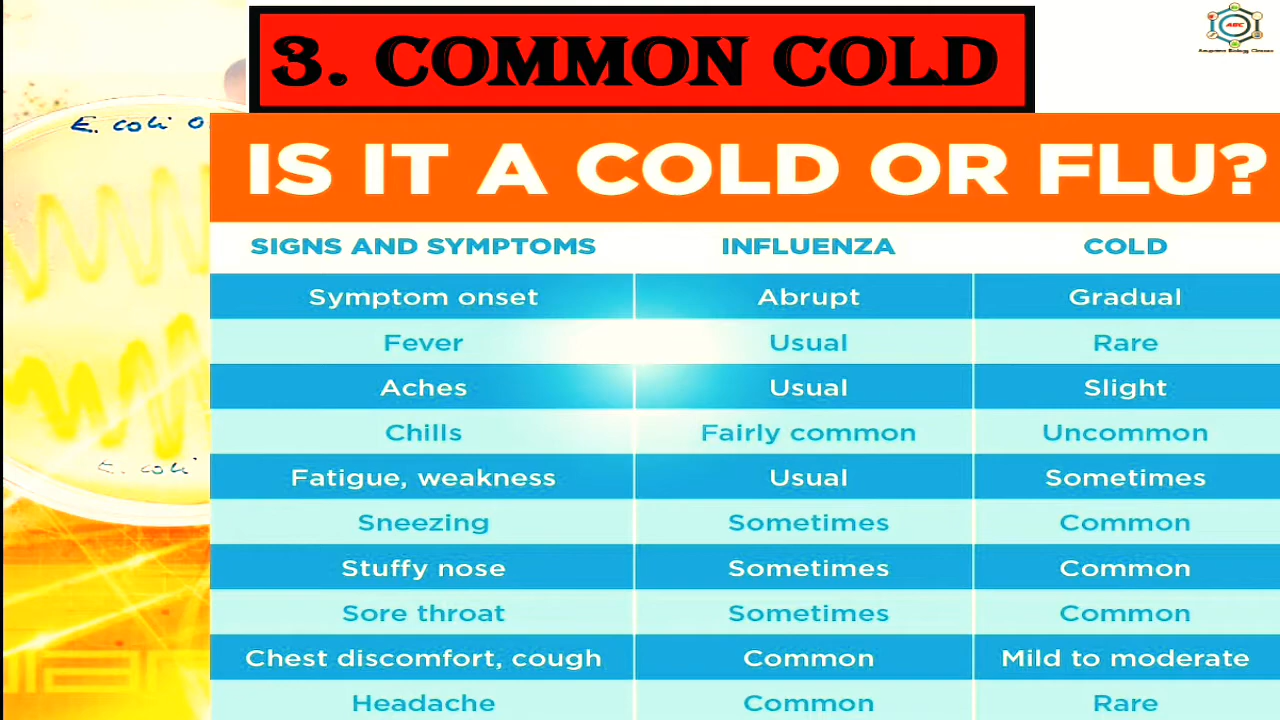 3. COMMON COLD
ABC
E. coli O
IS IT A COLD OR FLU?
SIGNS AND SYMPTOMS INFLUENZA COLD
Symptom onset Abrupt Gradual
Fever Usual Rare
Aches Usual Slight
Chills Fairly common Uncommon
Fatigue, weakness Usual Sometimes
E. coli
Sneezing Sometimes Common
Stuffy nose Sometimes Common
Sore throat Sometimes Common
Chest discomfort, cough Common Mild to moderate
Headache Common Rare